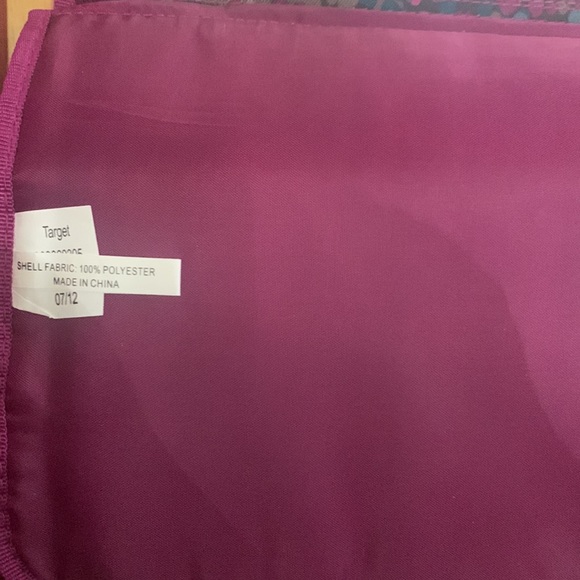 Target
SHELL FABRIC: 100% POLYESTER
MADE IN CHINA
07/12